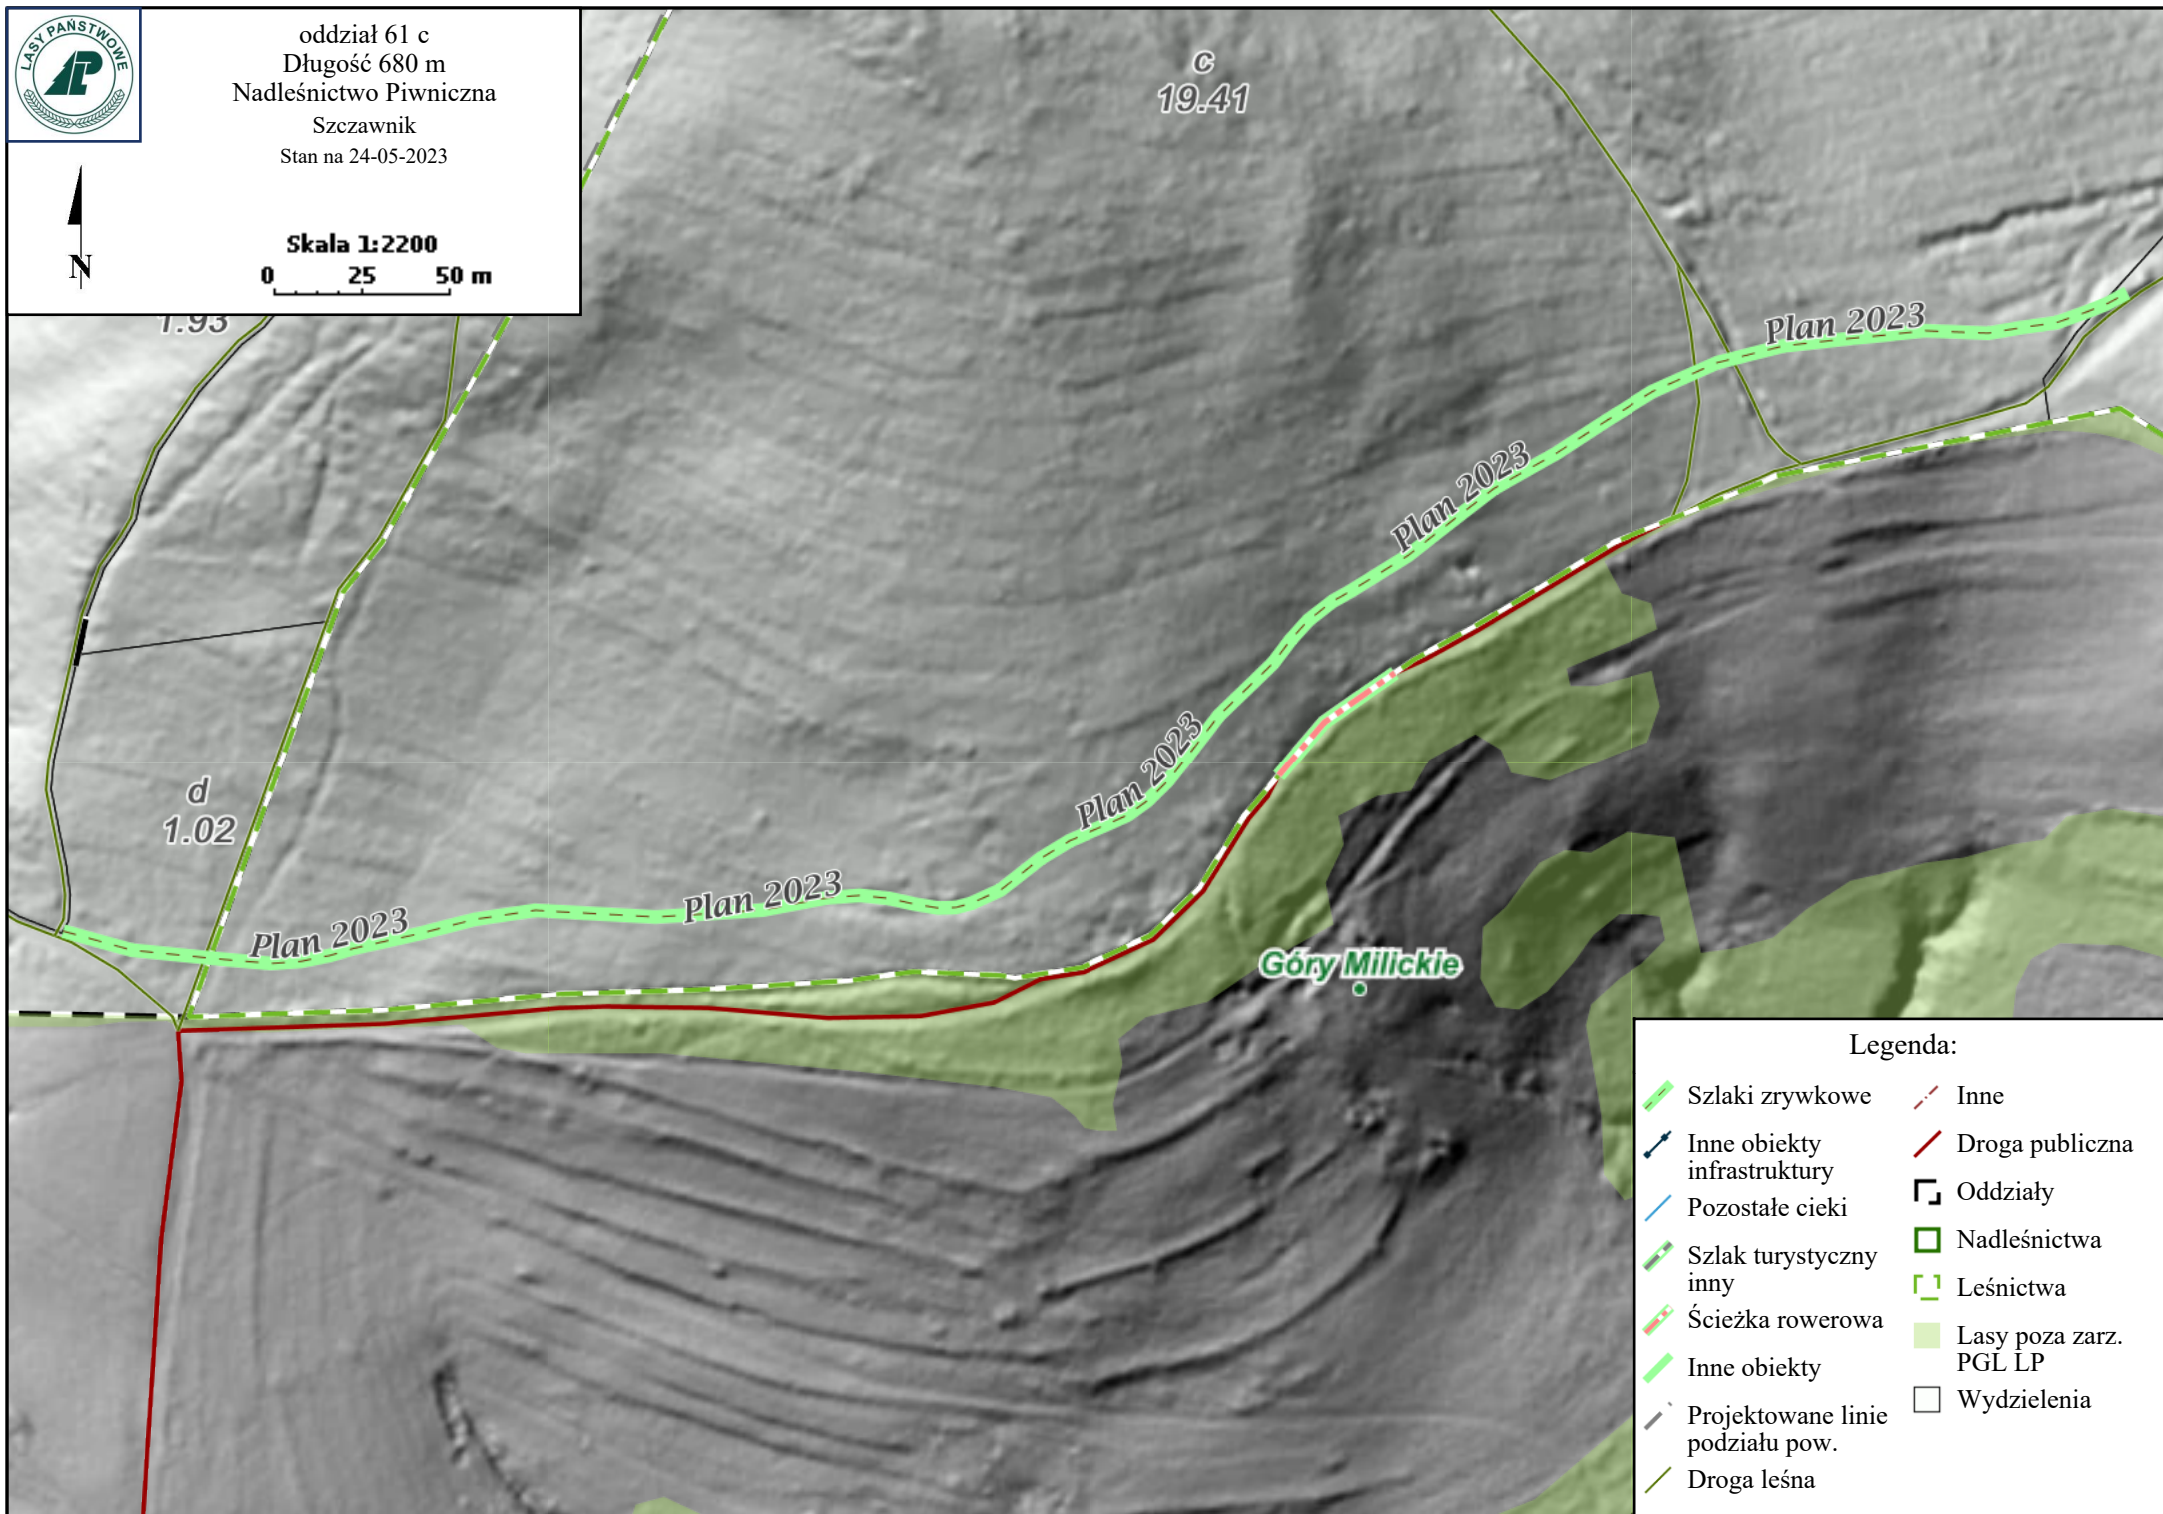 LASY PAŃSTWOWE
LP
oddział 61 c
Długość 680 m
Nadleśnictwo Piwniczna
Szczawnik
Stan na 24-05-2023
N
Skala 1:2200
0 25 50 m
c
19.41
1.93
Plan 2023
Plan 2023
Plan 2023
d
1.02
Plan 2023
Plan 2023
Góry Milickie
Legenda:
Szlaki zrywkowe
Inne obiekty
infrastruktury
Pozostałe cieki
Szlak turystyczny
inny
Ścieżka rowerowa
Inne obiekty
Projektowane linie
podziału pow.
Droga leśna
Inne
Droga publiczna
Oddziały
Nadleśnictwa
Leśnictwa
Lasy poza zarz.
PGL LP
Wydzielenia